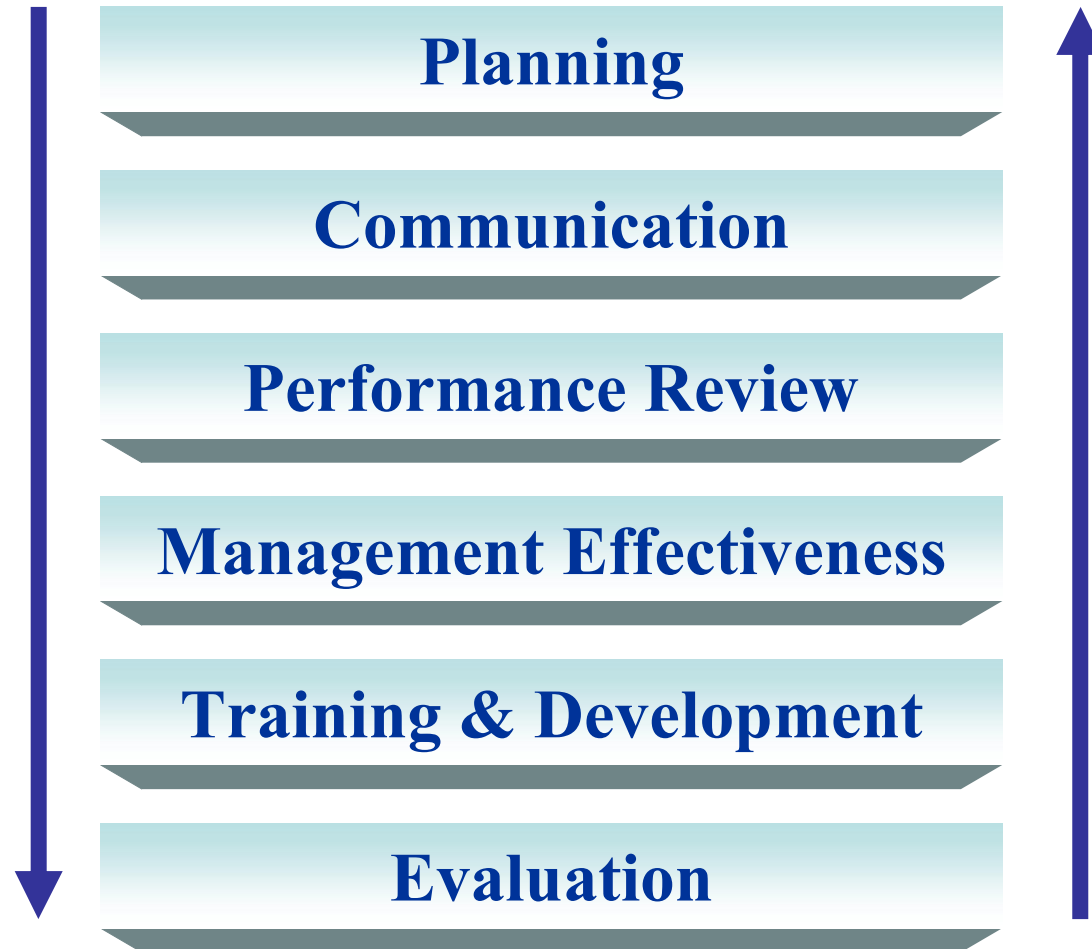 Planning
Communication
Performance Review
Management Effectiveness
Training & Development
Evaluation